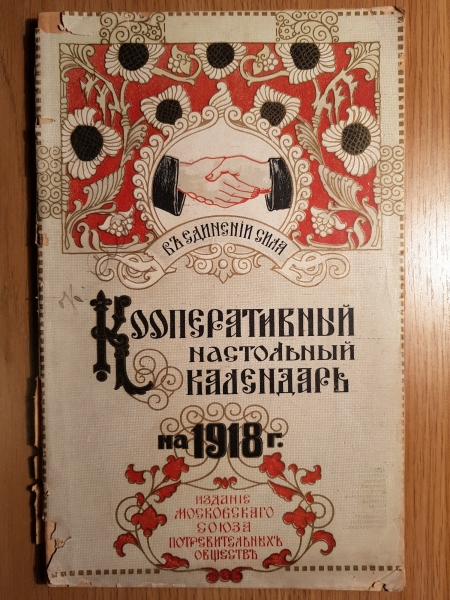 ВЪ ЕДИНЕНІИ СИЛА
КООПЕРАТИВНЫЙ
НАСТОЛЬНЫЙ
КАЛЕНДАРЬ
на 1918 г.
ИЗДАНІЕ
МОСКОВСКАГО
СОЮЗА
ПОТРЕБИТЕЛЬНЫХЪ
ОБЩЕСТВЪ